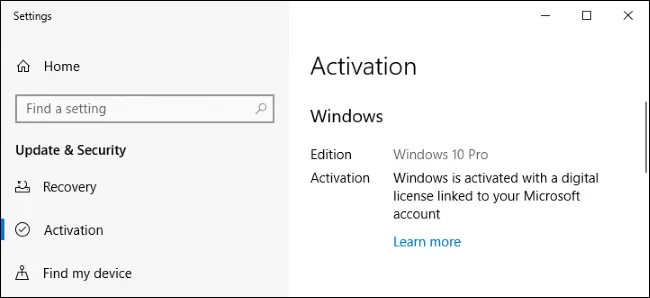 Settings
Home
Find a setting
Update & Security
Recovery
Activation
Find my device
Activation
Windows
Edition Windows 10 Pro
Activation Windows is activated with a digital
license linked to your Microsoft
account
Learn more